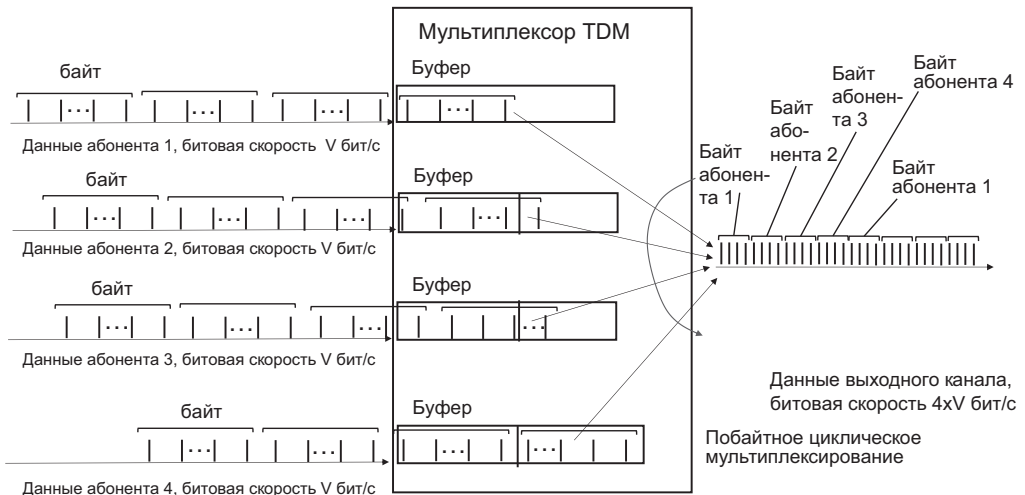 Мультиплексор TDM
байт
Буфер
...
...
...
...
Данные абонента 1, битовая скорость V бит/с
байт
Буфер
...
...
...
...
Данные абонента 2, битовая скорость V бит/с
байт
Буфер
...
...
...
...
Данные абонента 3, битовая скорость V бит/с
байт
Буфер
...
...
...
...
Данные абонента 4, битовая скорость V бит/с
Байт
абонен-
та 1
Байт
або-
нента 2
Байт
абонен-
та 3
Байт
абонента 4
Байт
абонента 1
Данные выходного канала,
битовая скорость 4xV бит/с
Побайтное циклическое
мультиплексирование